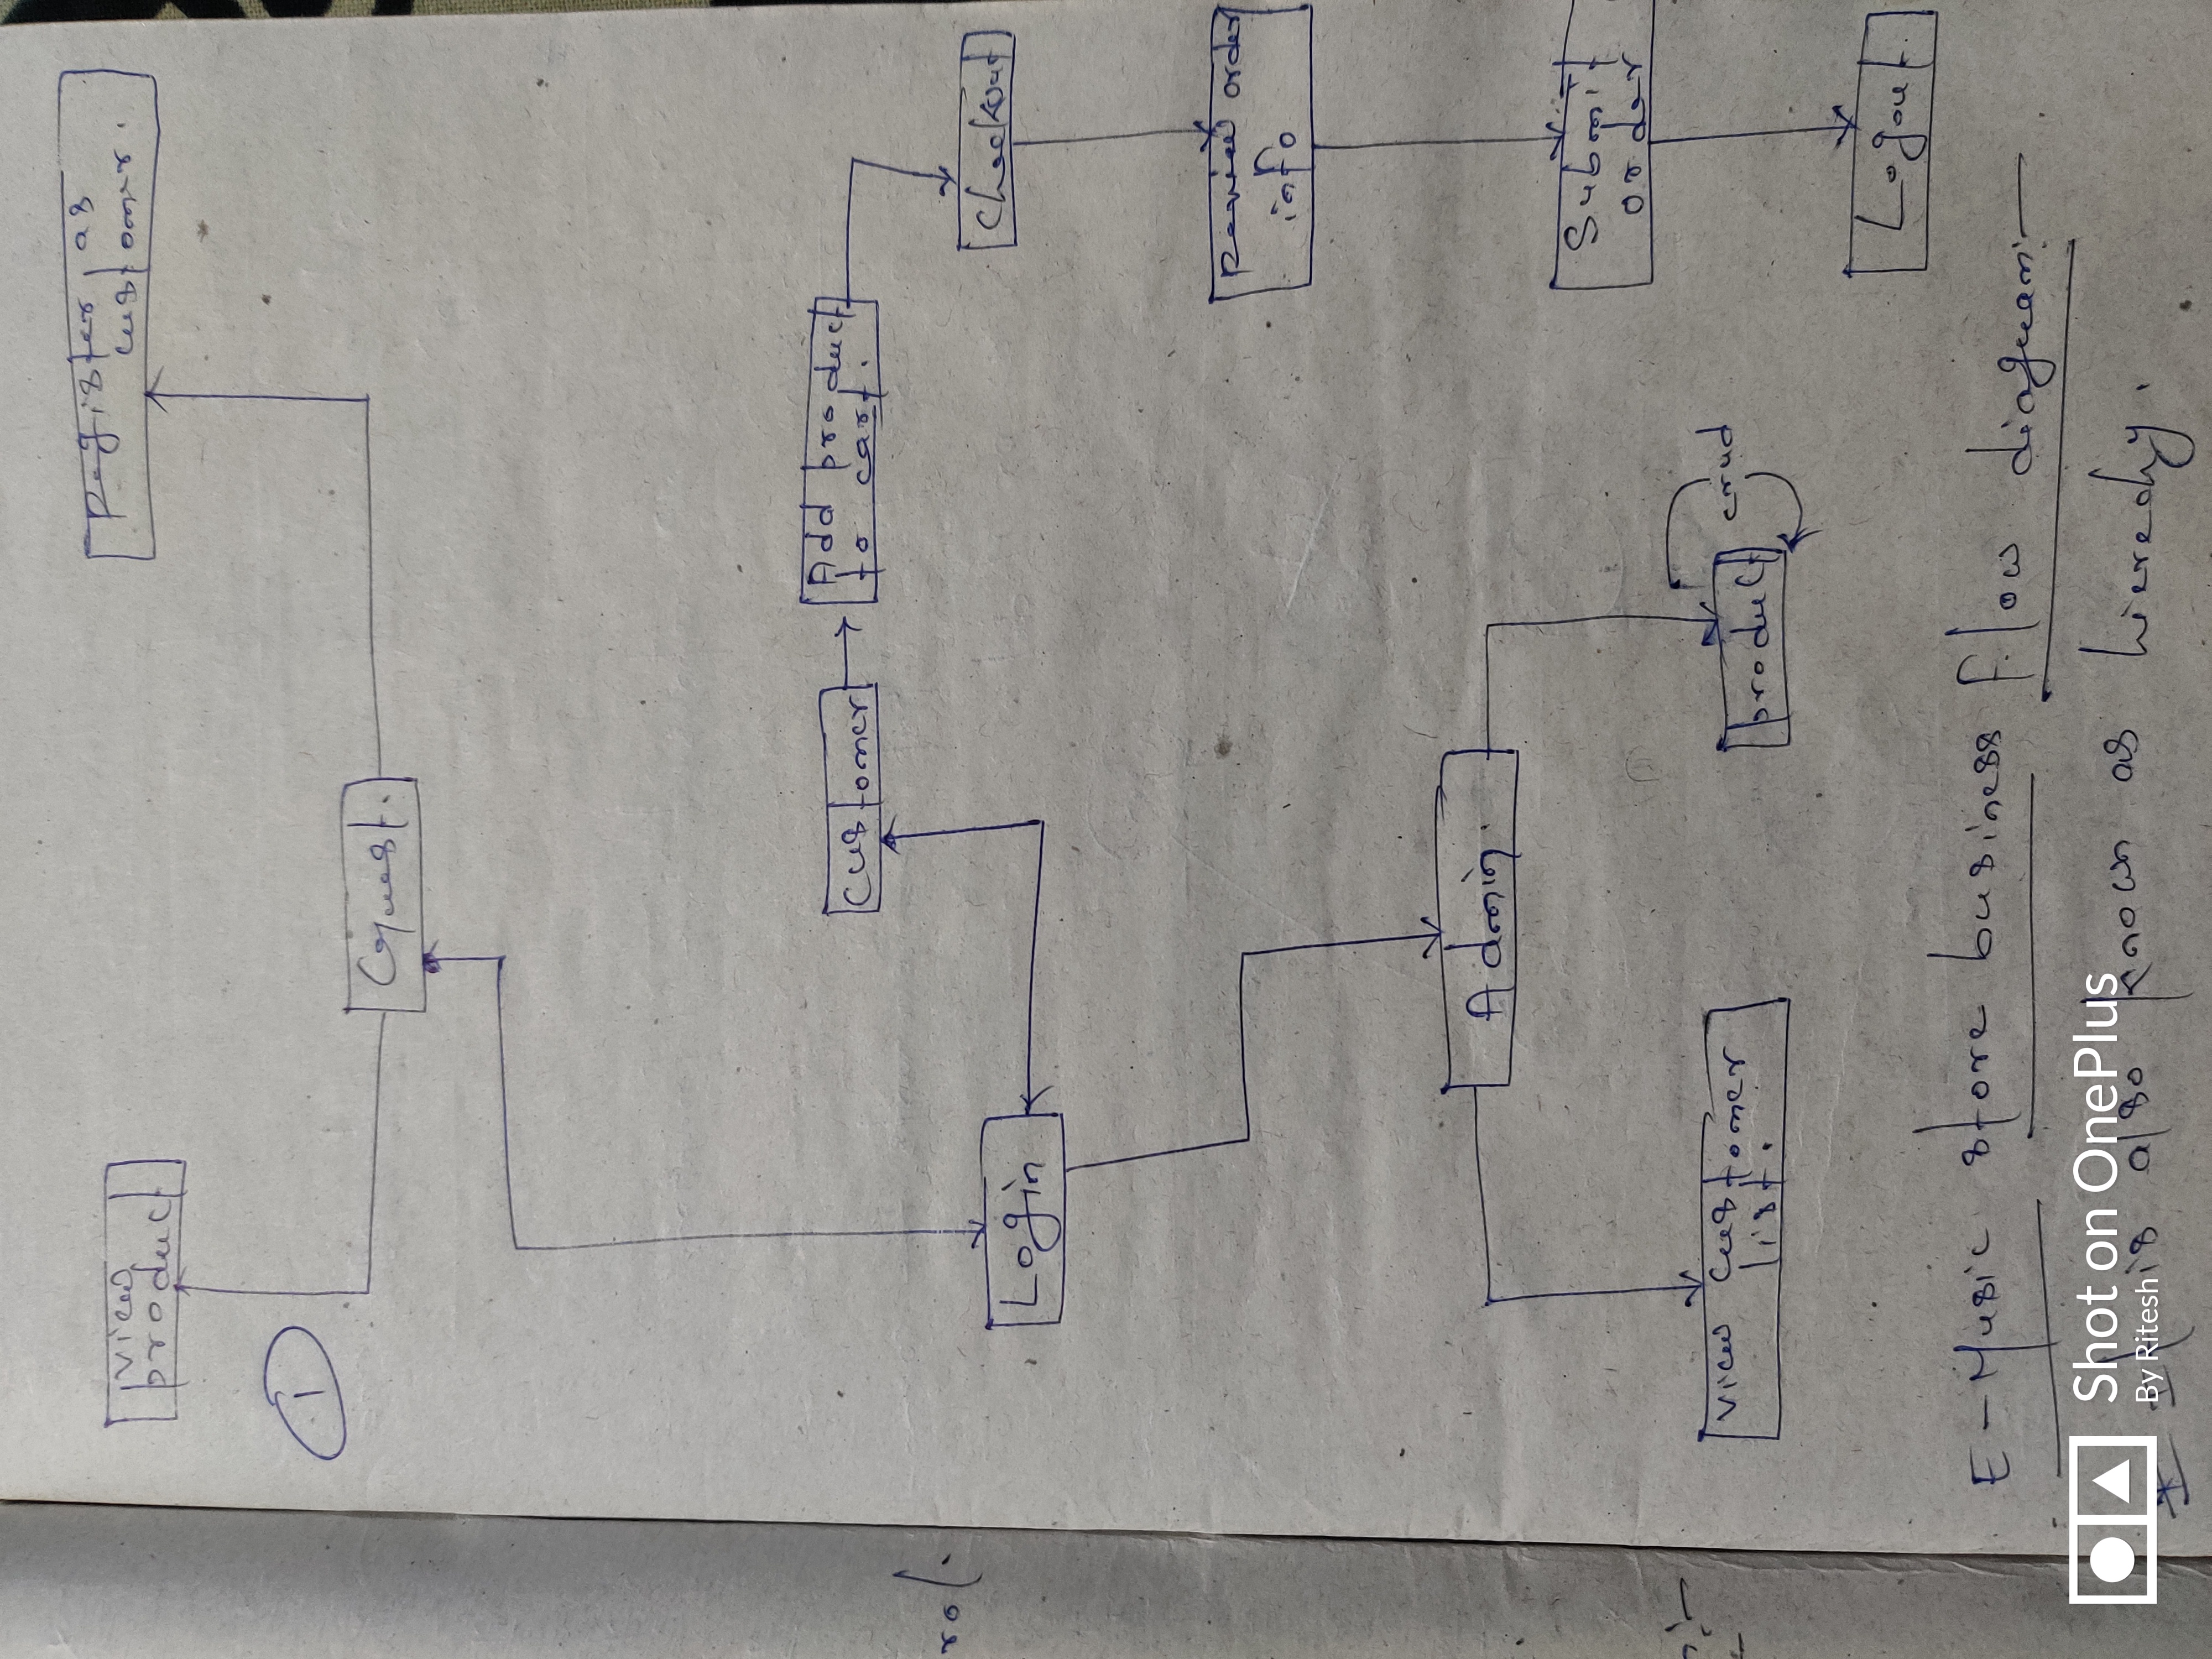 view
product
Register as
customer.
1
Guest.
customer
Add product
to cart.
Checkout
Login
Review order
info
Admin.
Submit
order
view customer
list.
product
crud
Logout.
E-Music store business Flow diagram:-
Shot on OnePlus
By Ritesh
It is also known as hierechy.